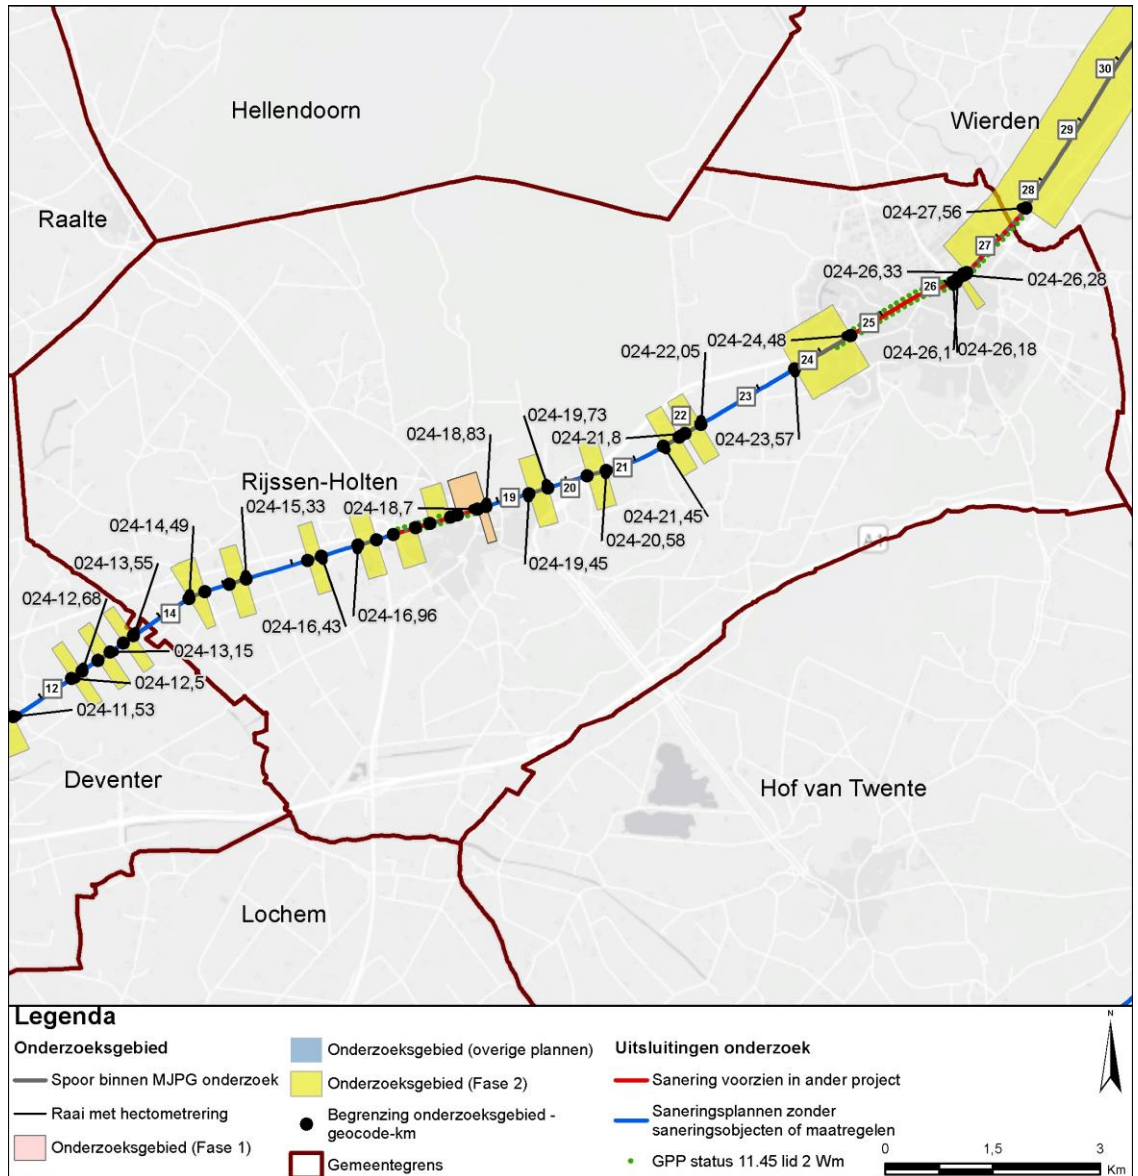 Hellendoorn
Wierden
Raalte
30
29
28
024-27,56
27
024-26,33
26
024-26,28
25
024-22,05
024-24,48
024-26,1
024-26,18
24
024-19,73
22
23
024-18,83
024-21,8
024-23,57
Rijssen-Holten
21
024-15,33
024-18,7
19
20
024-14,49
024-21,45
024-13,55
024-20,58
024-19,45
024-12,68
14
024-16,96
024-16,43
024-13,15
12
024-12,5
024-11,53
A1
Deventer
Hof van Twente
Lochem
Legenda
Onderzoeksgebied
Spoor binnen MJPG onderzoek
Raai met hectometrering
Onderzoeksgebied (Fase 1)
Onderzoeksgebied (overige plannen)
Onderzoeksgebied (Fase 2)
Begrenzing onderzoeksgebied -
geocode-km
Gemeentegrens
Uitsluitingen onderzoek
Sanering voorzien in ander project
Saneringsplannen zonder
saneringsobjecten of maatregelen
GPP status 11.45 lid 2 Wm
N
0 1,5 3
Km